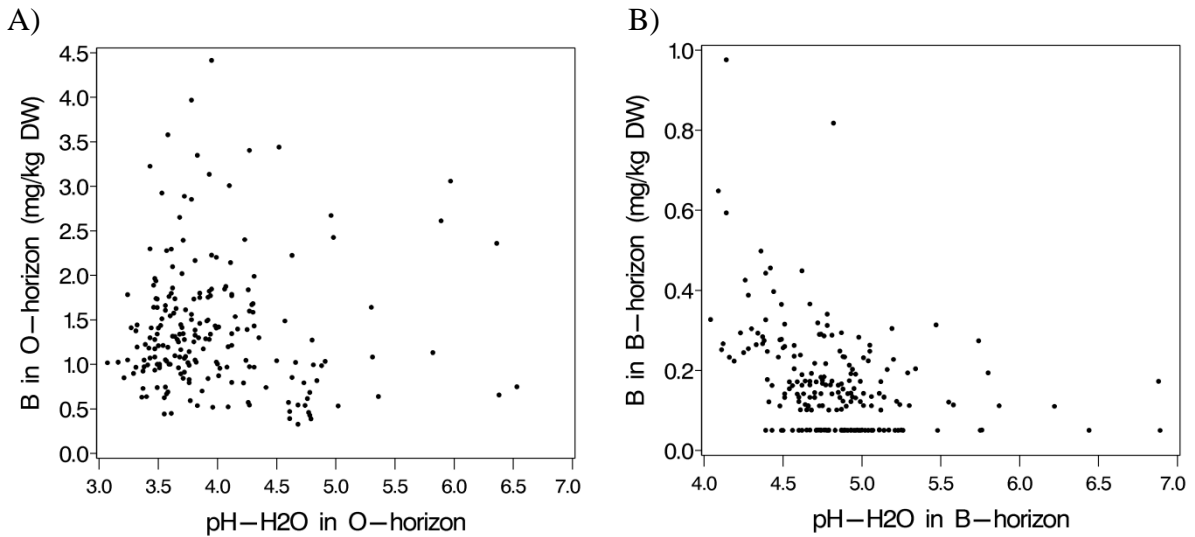 A)
4.5
4.0
3.5
3.0
2.5
2.0
1.5
1.0
0.5
0.0
B in O-horizon (mg/kg DW)
3.0 3.5 4.0 4.5 5.0 5.5 6.0 6.5 7.0
pH-H2O in O-horizon
B)
1.0
0.8
0.6
0.4
0.2
0.0
B in B-horizon (mg/kg DW)
4.0 4.5 5.0 5.5 6.0 6.5 7.0
pH-H2O in B-horizon